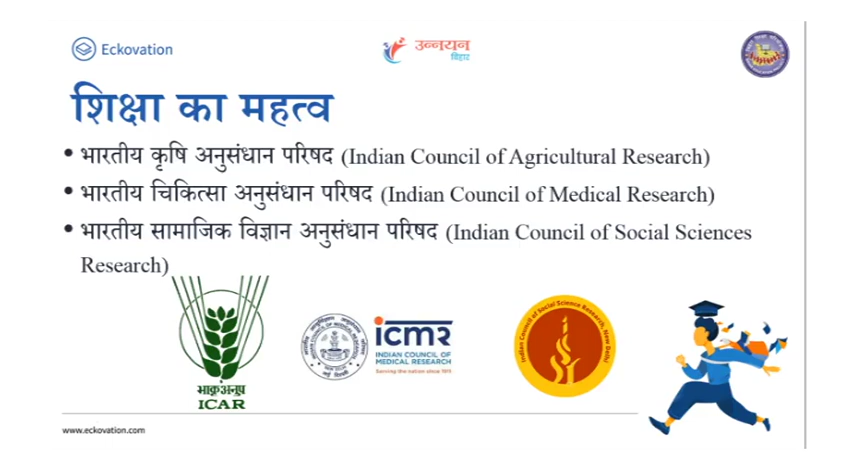 Eckovation
उन्नयन
बिहार
शिक्षा का महत्व
• भारतीय कृषि अनुसंधान परिषद (Indian Council of Agricultural Research)
• भारतीय चिकित्सा अनुसंधान परिषद (Indian Council of Medical Research)
• भारतीय सामाजिक विज्ञान अनुसंधान परिषद (Indian Council of Social Sciences
Research)
भाकृअनुप
ICAR
icmr
INDIAN COUNCIL OF
MEDICAL RESEARCH
Serving the nation since 1911
Indian Council of Social Science Research, New Delhi
www.eckovation.com